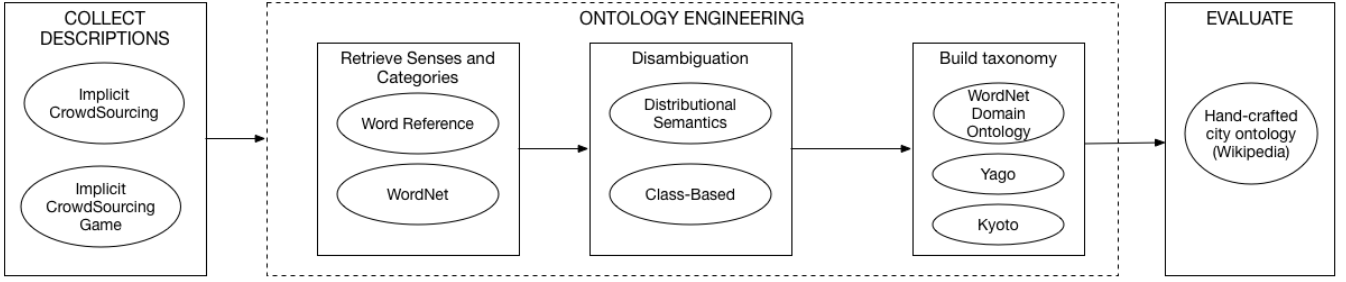 COLLECT
DESCRIPTIONS
Implicit
CrowdSourcing
Implicit
CrowdSourcing
Game
ONTOLOGY ENGINEERING
Retrieve Senses and
Categories
Word Reference
WordNet
Disambiguation
Distributional
Semantics
Class-Based
Build taxonomy
WordNet
Domain
Ontology
Yago
Kyoto
EVALUATE
Hand-crafted
city ontology
(Wikipedia)